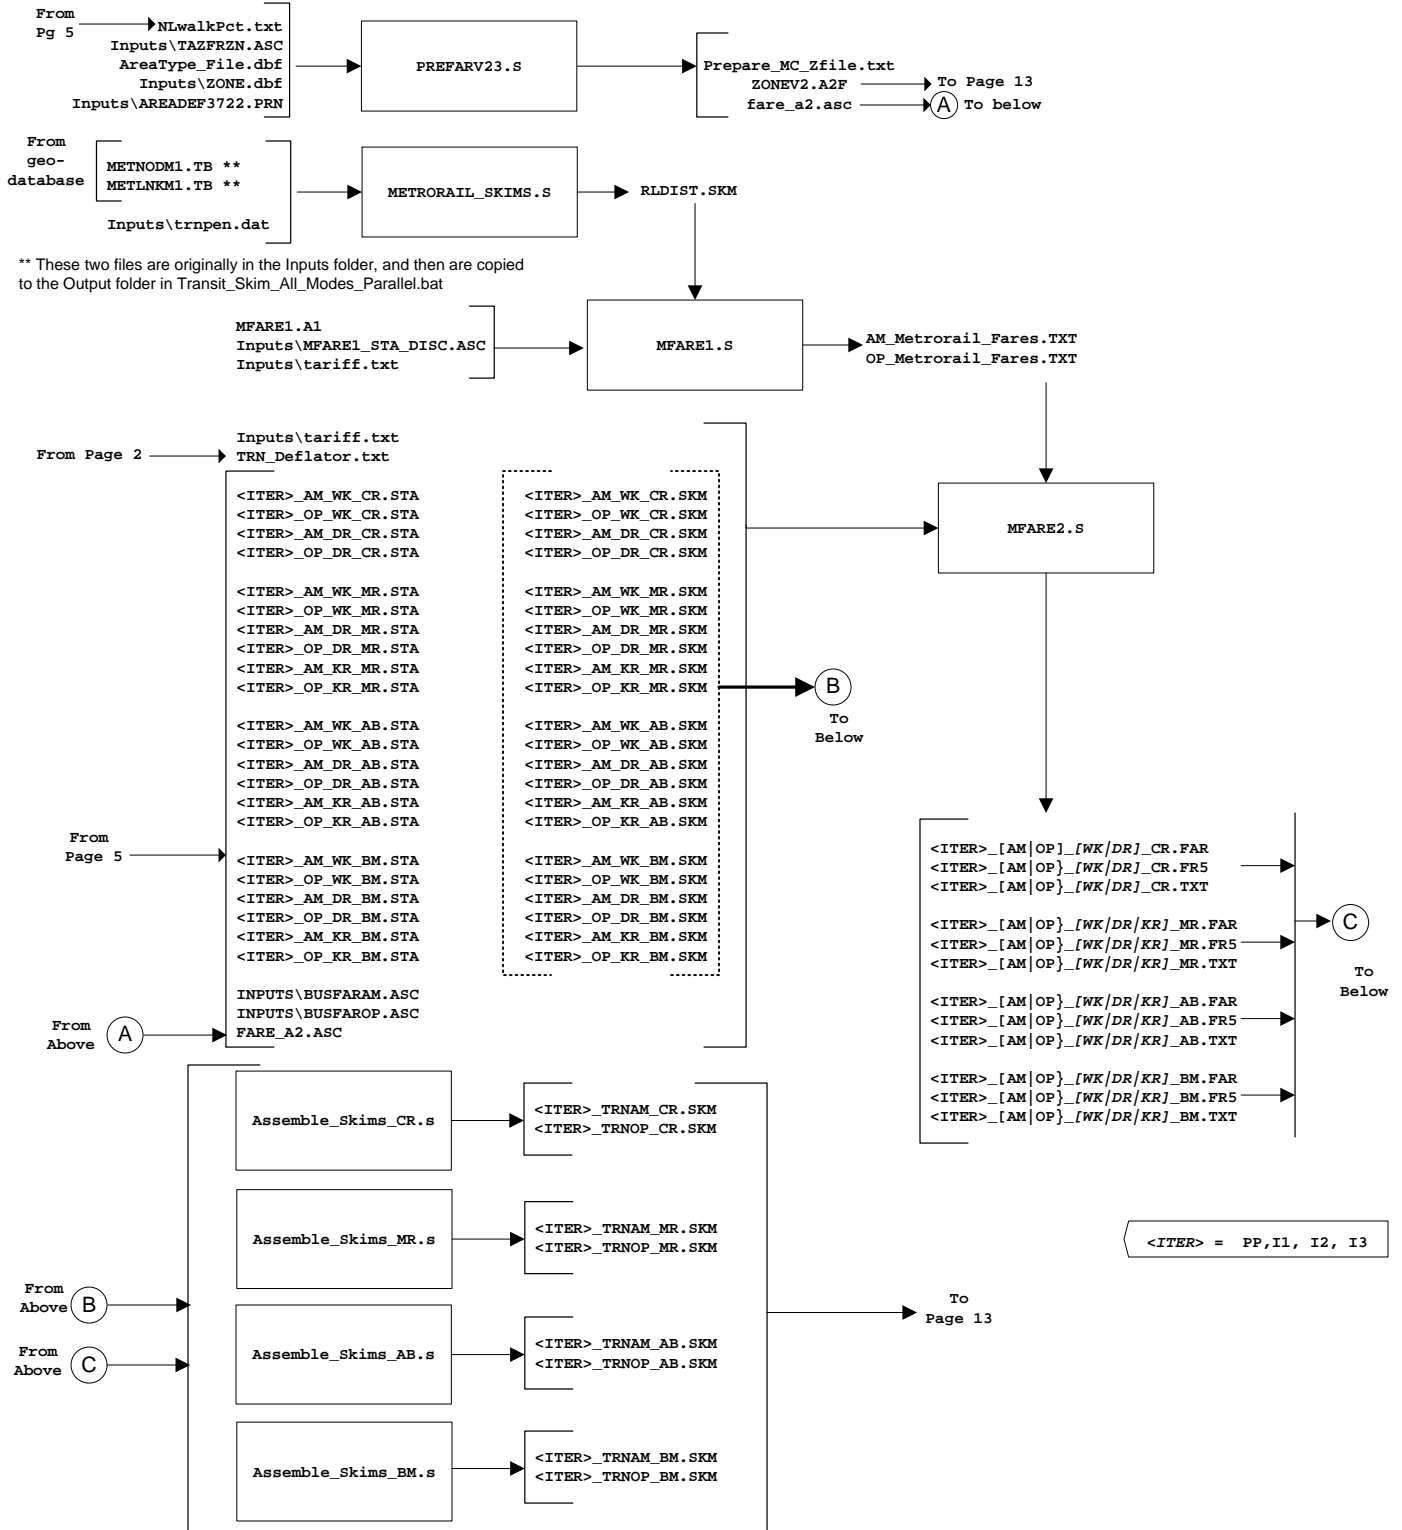 From
Pg 5
NLwalkPct.txt
Inputs\TAZFRZN.ASC
AreaType_File.dbf
Inputs\ZONE.dbf
Inputs\AREADEF3722.PRN
PREFARV23.S
Prepare_MC_Zfile.txt
ZONEV2.A2F
To Page 13
fare_a2.asc
A
To below
From
geo-
database
METNODM1.TB **
METLNKM1.TB **
Inputs\trnpen.dat
METRORAIL_SKIMS.S
RLDIST.SKM
** These two files are originally in the Inputs folder, and then are copied
to the Output folder in Transit_Skim_All_Modes_Parallel.bat
MFARE1.A1
Inputs\MFARE1_STA_DISC.ASC
Inputs\tariff.txt
MFARE1.S
AM_Metrorail_Fares.TXT
OP_Metrorail_Fares.TXT
Inputs\tariff.txt
From Page 2
TRN_Deflator.txt
<ITER>_AM_WK_CR.STA
<ITER>_OP_WK_CR.STA
<ITER>_AM_DR_CR.STA
<ITER>_OP_DR_CR.STA
<ITER>_AM_WK_MR.STA
<ITER>_OP_WK_MR.STA
<ITER>_AM_DR_MR.STA
<ITER>_OP_DR_MR.STA
<ITER>_AM_KR_MR.STA
<ITER>_OP_KR_MR.STA
<ITER>_AM_WK_AB.STA
<ITER>_OP_WK_AB.STA
<ITER>_AM_DR_AB.STA
<ITER>_OP_DR_AB.STA
<ITER>_AM_KR_AB.STA
<ITER>_OP_KR_AB.STA
From
Page 5
<ITER>_AM_WK_BM.STA
<ITER>_OP_WK_BM.STA
<ITER>_AM_DR_BM.STA
<ITER>_OP_DR_BM.STA
<ITER>_AM_KR_BM.STA
<ITER>_OP_KR_BM.STA
INPUTS\BUSFARAM.ASC
INPUTS\BUSFAROP.ASC
FARE_A2.ASC
From
Above
A
<ITER>_AM_WK_CR.SKM
<ITER>_OP_WK_CR.SKM
<ITER>_AM_DR_CR.SKM
<ITER>_OP_DR_CR.SKM
<ITER>_AM_WK_MR.SKM
<ITER>_OP_WK_MR.SKM
<ITER>_AM_DR_MR.SKM
<ITER>_OP_DR_MR.SKM
<ITER>_AM_KR_MR.SKM
<ITER>_OP_KR_MR.SKM
<ITER>_AM_WK_AB.SKM
<ITER>_OP_WK_AB.SKM
<ITER>_AM_DR_AB.SKM
<ITER>_OP_DR_AB.SKM
<ITER>_AM_KR_AB.SKM
<ITER>_OP_KR_AB.SKM
<ITER>_AM_WK_BM.SKM
<ITER>_OP_WK_BM.SKM
<ITER>_AM_DR_BM.SKM
<ITER>_OP_DR_BM.SKM
<ITER>_AM_KR_BM.SKM
<ITER>_OP_KR_BM.SKM
B
To
Below
MFARE2.S
<ITER>_[AM|OP]_[WK/DR]_CR.FAR
<ITER>_[AM|OP}_[WK/DR]_CR.FR5
<ITER>_[AM|OP}_[WK/DR]_CR.TXT
<ITER>_[AM|OP}_[WK/DR/KR]_MR.FAR
<ITER>_[AM|OP}_[WK/DR/KR]_MR.FR5
<ITER>_[AM|OP}_[WK/DR/KR]_MR.TXT
<ITER>_[AM|OP}_[WK/DR/KR]_AB.FAR
<ITER>_[AM|OP}_[WK/DR/KR]_AB.FR5
<ITER>_[AM|OP}_[WK/DR/KR]_AB.TXT
<ITER>_[AM|OP}_[WK/DR/KR]_BM.FAR
<ITER>_[AM|OP}_[WK/DR/KR]_BM.FR5
<ITER>_[AM|OP}_[WK/DR/KR]_BM.TXT
C
To
Below
Assemble_Skims_CR.s
<ITER>_TRNAM_CR.SKM
<ITER>_TRNOP_CR.SKM
Assemble_Skims_MR.s
<ITER>_TRNAM_MR.SKM
<ITER>_TRNOP_MR.SKM
<ITER> = PP,I1, I2, I3
From
Above
B
From
Above
C
Assemble_Skims_AB.s
<ITER>_TRNAM_AB.SKM
<ITER>_TRNOP_AB.SKM
To
Page 13
Assemble_Skims_BM.s
<ITER>_TRNAM_BM.SKM
<ITER>_TRNOP_BM.SKM